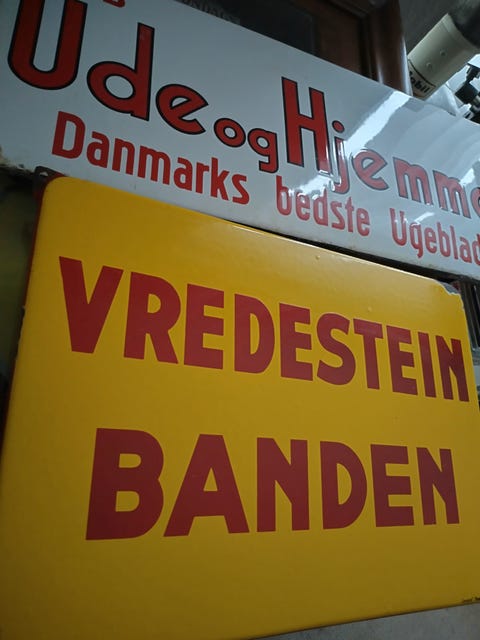 Ude og Hjemme
Danmarks bedste Ugeblad
VREDESTEIN
BANDEN